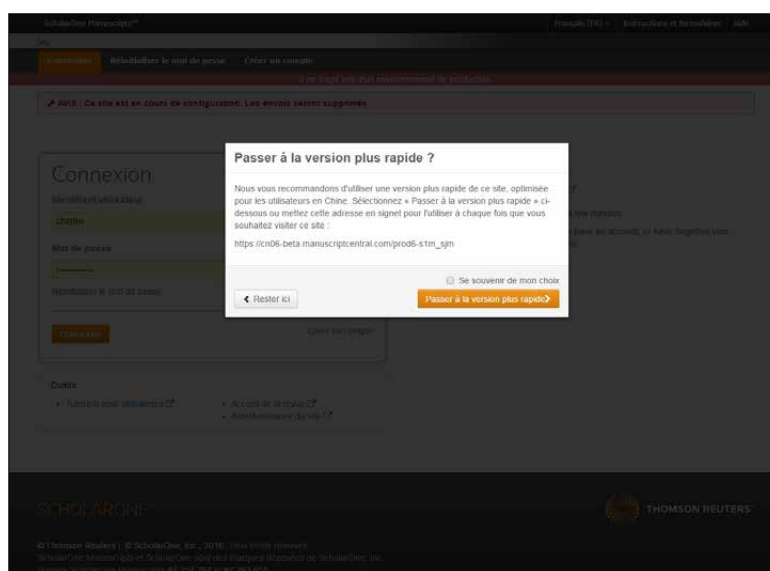 ScholarOne Manuscripts™
Français (FR)
Instructions et formulaires
Aide
Connexion
Réinitialiser le mot de passe
Créer un compte
Il ne s'agit pas d'un environnement de production.
AVIS : Ce site est en cours de configuration. Les envois seront supprimés
Passer à la version plus rapide ?
Nous vous recommandons d'utiliser une version plus rapide de ce site, optimisée
pour les utilisateurs en Chine. Sélectionnez « Passer à la version plus rapide » ci-
dessous ou mettez cette adresse en signet pour l'utiliser à chaque fois que vous
souhaitez visiter ce site :
https://cn06-beta.manuscriptcentral.com/prod6-s1m_sjm
Se souvenir de mon choix
Rester ici
Passer à la version plus rapide
Connexion
Identifiant utilisateur
Mot de passe
Réinitialiser le mot de passe
Connexion
Créer un compte
Outils
Tutoriels pour utilisateurs
Accueil de la revue
SCHOLARONE™
THOMSON REUTERS™
© Thomson Reuters | © ScholarOne, Inc., 2016.
ScholarOne Manuscripts et ScholarOne sont des marques déposées de ScholarOne, Inc.